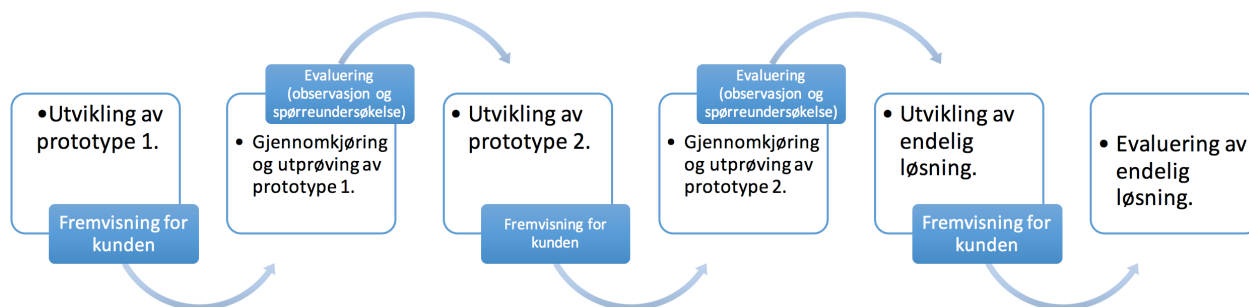 •Utvikling av
prototype 1.
Fremvisning for
kunden
Evaluering
(observasjon og
spørreundersøkelse)
• Gjennomkjøring
og utprøving av
prototype 1.
• Utvikling av
prototype 2.
Fremvisning for
kunden
Evaluering
(observasjon og
spørreundersøkelse)
• Gjennomkjøring
og utprøving av
prototype 2.
• Utvikling av
endelig
løsning.
Fremvisning for
kunden
• Evaluering av
endelig
løsning.